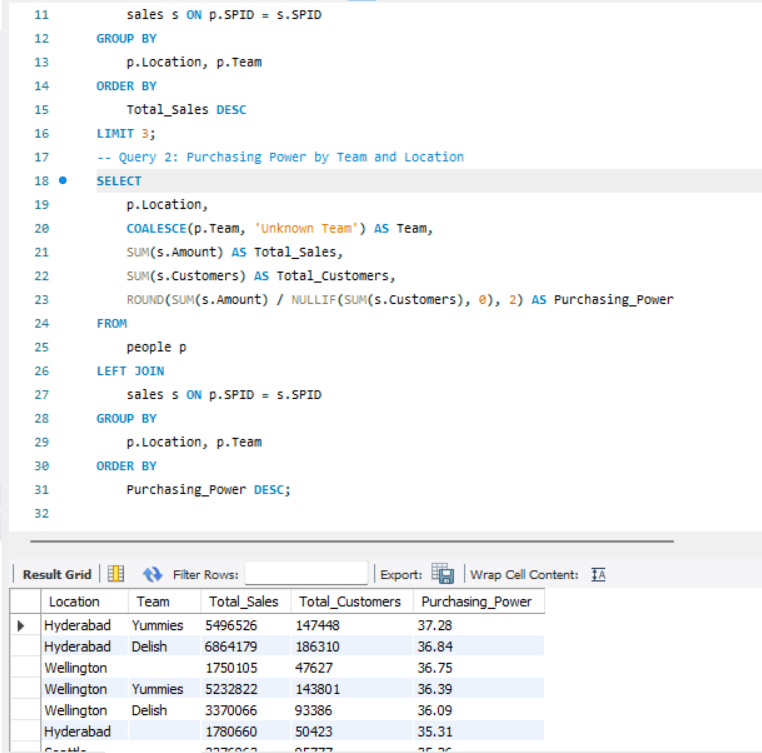 11 sales s ON p.SPID = s.SPID
12 GROUP BY
13 p.Location, p.Team
14 ORDER BY
15 Total_Sales DESC
16 LIMIT 3;
17 -- Query 2: Purchasing Power by Team and Location
18 SELECT
19 p.Location,
20 COALESCE(p.Team, 'Unknown Team') AS Team,
21 SUM(s.Amount) AS Total_Sales,
22 SUM(s.Customers) AS Total_Customers,
23 ROUND(SUM(s.Amount) / NULLIF(SUM(s.Customers), 0), 2) AS Purchasing_Power
24 FROM
25 people p
26 LEFT JOIN
27 sales s ON p.SPID = s.SPID
28 GROUP BY
29 p.Location, p.Team
30 ORDER BY
31 Purchasing_Power DESC;
32
Result Grid Filter Rows: Export: Wrap Cell Content: IA
Location Team Total_Sales Total_Customers Purchasing_Power
Hyderabad Yummies 5496526 147448 37.28
Hyderabad Delish 6864179 186310 36.84
Wellington 1750105 47627 36.75
Wellington Yummies 5232822 143801 36.39
Wellington Delish 3370066 93386 36.09
Hyderabad 1780660 50423 35.31